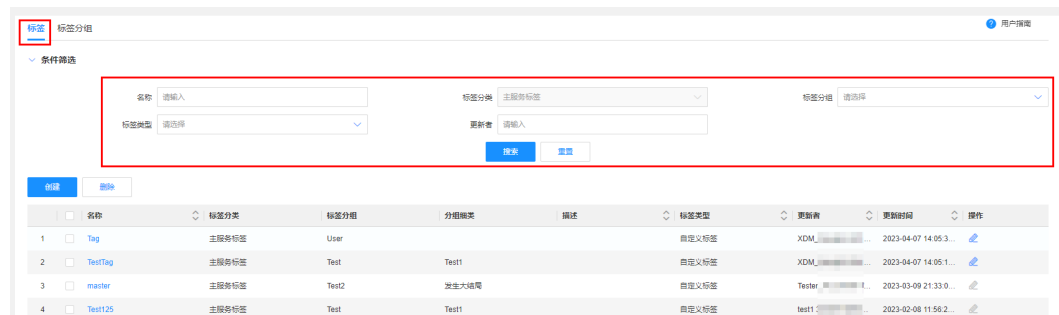 标签 标签分组 ? 用户指南
条件筛选
名称 请输入 标签分类 主服务标签 标签分组 请选择
标签类型 请选择 更新者 请输入
搜索 重置
创建 删除
名称 标签分类 标签分组 分组细类 描述 标签类型 更新者 更新时间 操作
1 Tag 主服务标签 User 自定义标签 XDM_ ... 2023-04-07 14:05:3...
2 TestTag 主服务标签 Test Test1 自定义标签 XDM_ ... 2023-04-07 14:05:1...
3 master 主服务标签 Test2 发生大结局 自定义标签 Tester_ ... 2023-03-09 21:33:0...
4 Test125 主服务标签 Test Test1 自定义标签 test1 ... 2023-02-08 11:56:2...